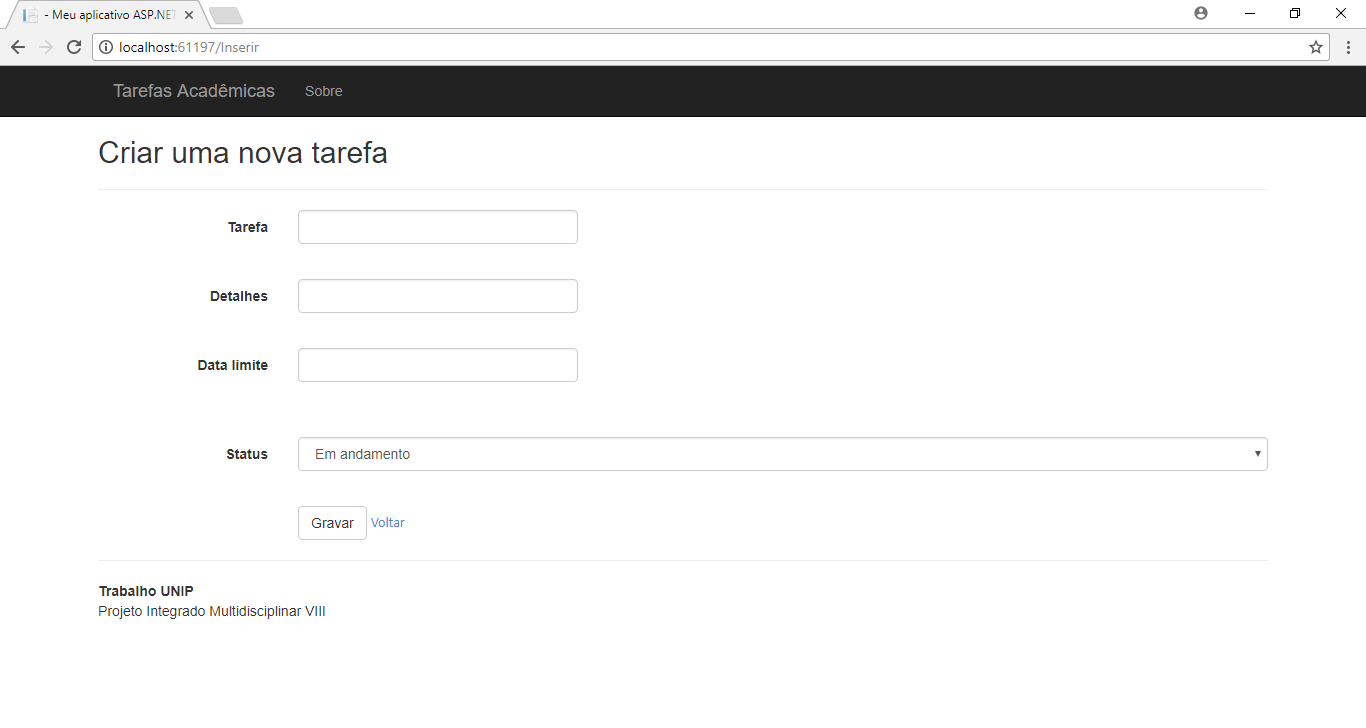 - Meu aplicativo ASP.NET
localhost:61197/Inserir
Tarefas Acadêmicas Sobre
Criar uma nova tarefa
Tarefa
Detalhes
Data limite
Status Em andamento
Gravar Voltar
Trabalho UNIP
Projeto Integrado Multidisciplinar VIII